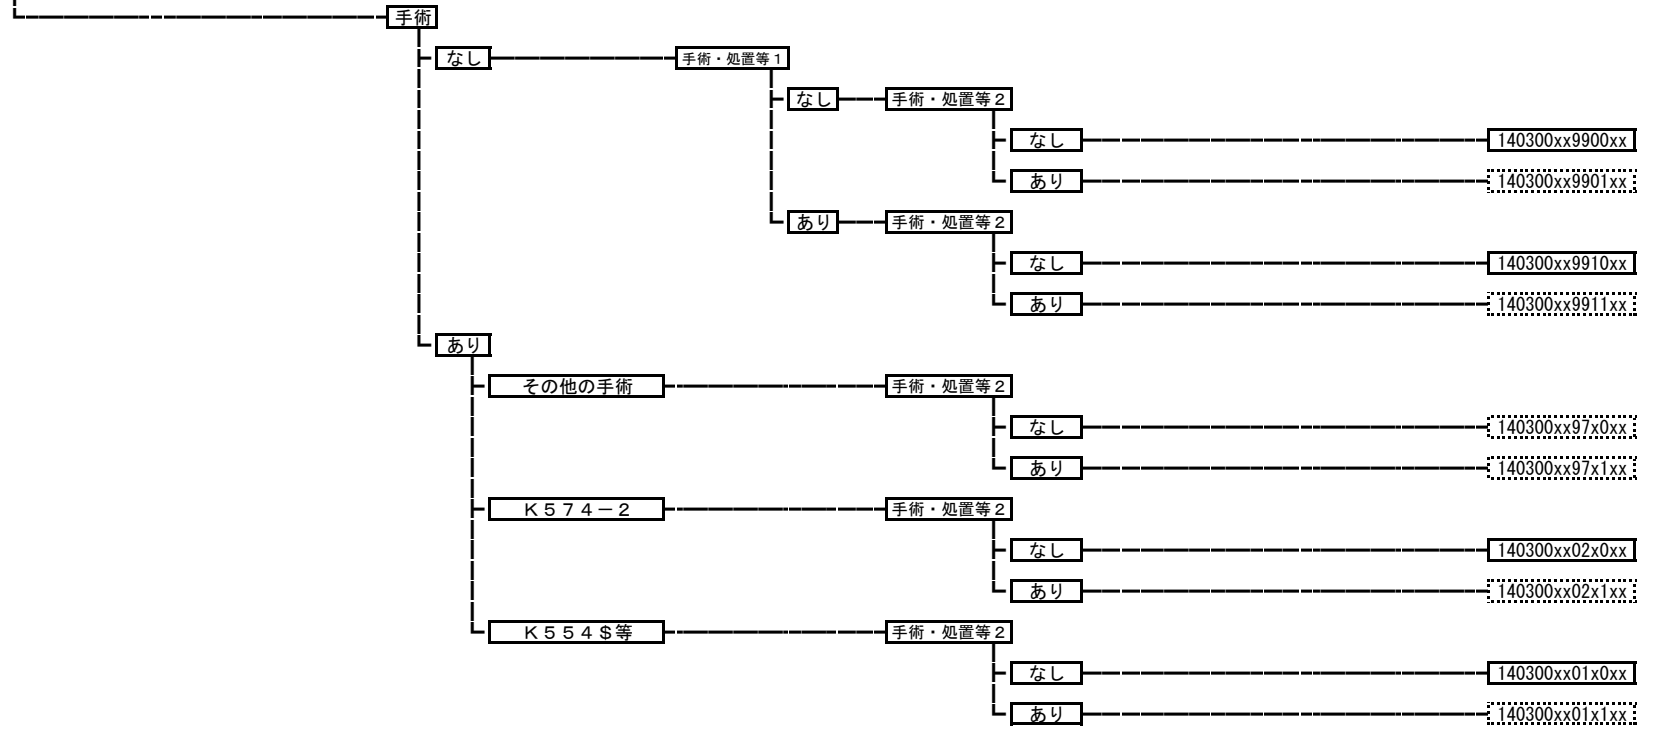 手術
なし 手術・処置等1
なし 手術・処置等2
なし 140300xx9900xx
あり 140300xx9901xx
あり 手術・処置等2
なし 140300xx9910xx
あり 140300xx9911xx
あり
その他の手術 手術・処置等2
なし 140300xx97x0xx
あり 140300xx97x1xx
K574-2 手術・処置等2
なし 140300xx02x0xx
あり 140300xx02x1xx
K554$等 手術・処置等2
なし 140300xx01x0xx
あり 140300xx01x1xx